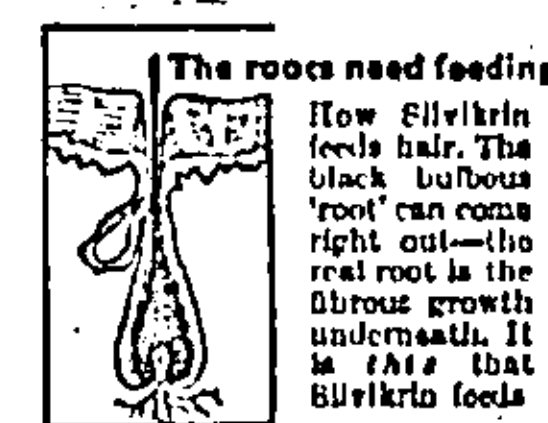 The roots need feeding
How Silvikrin
feeds hair. The
black bulbous
'root' can come
right out—the
real root is the
fibrous growth
underneath. It
is this that
Silvikrin feeds